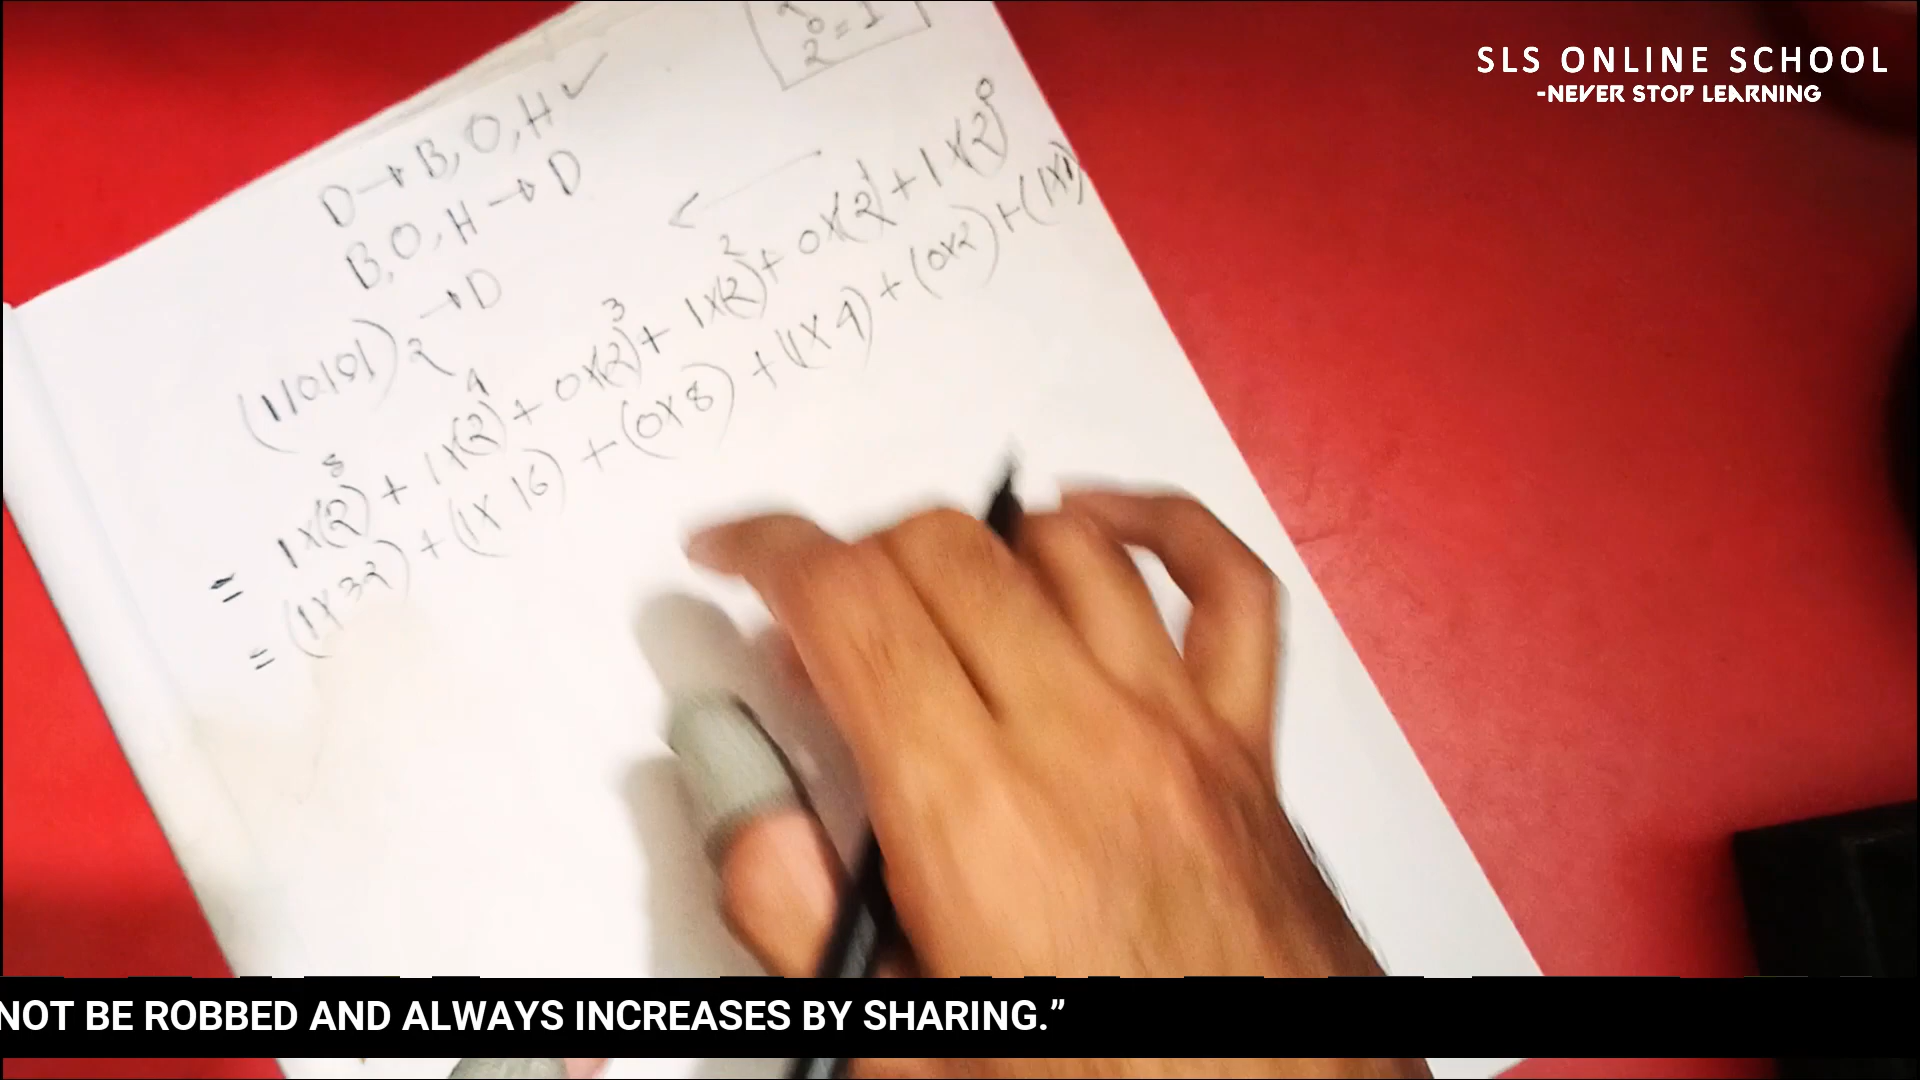 SLS ONLINE SCHOOL
-NEVER STOP LEARNING
2⁰=1
D→B,O,H✓
B,O,H→D
(110101)₂→D
= 1×(2)⁵ + 1×(2)⁴ + 0×(2)³ + 1×(2)² + 0×(2)¹ + 1×(2)⁰
= (1×32) + (1×16) + (0×8) + (1×4) + (0×2) + (1×1)
NOT BE ROBBED AND ALWAYS INCREASES BY SHARING.”